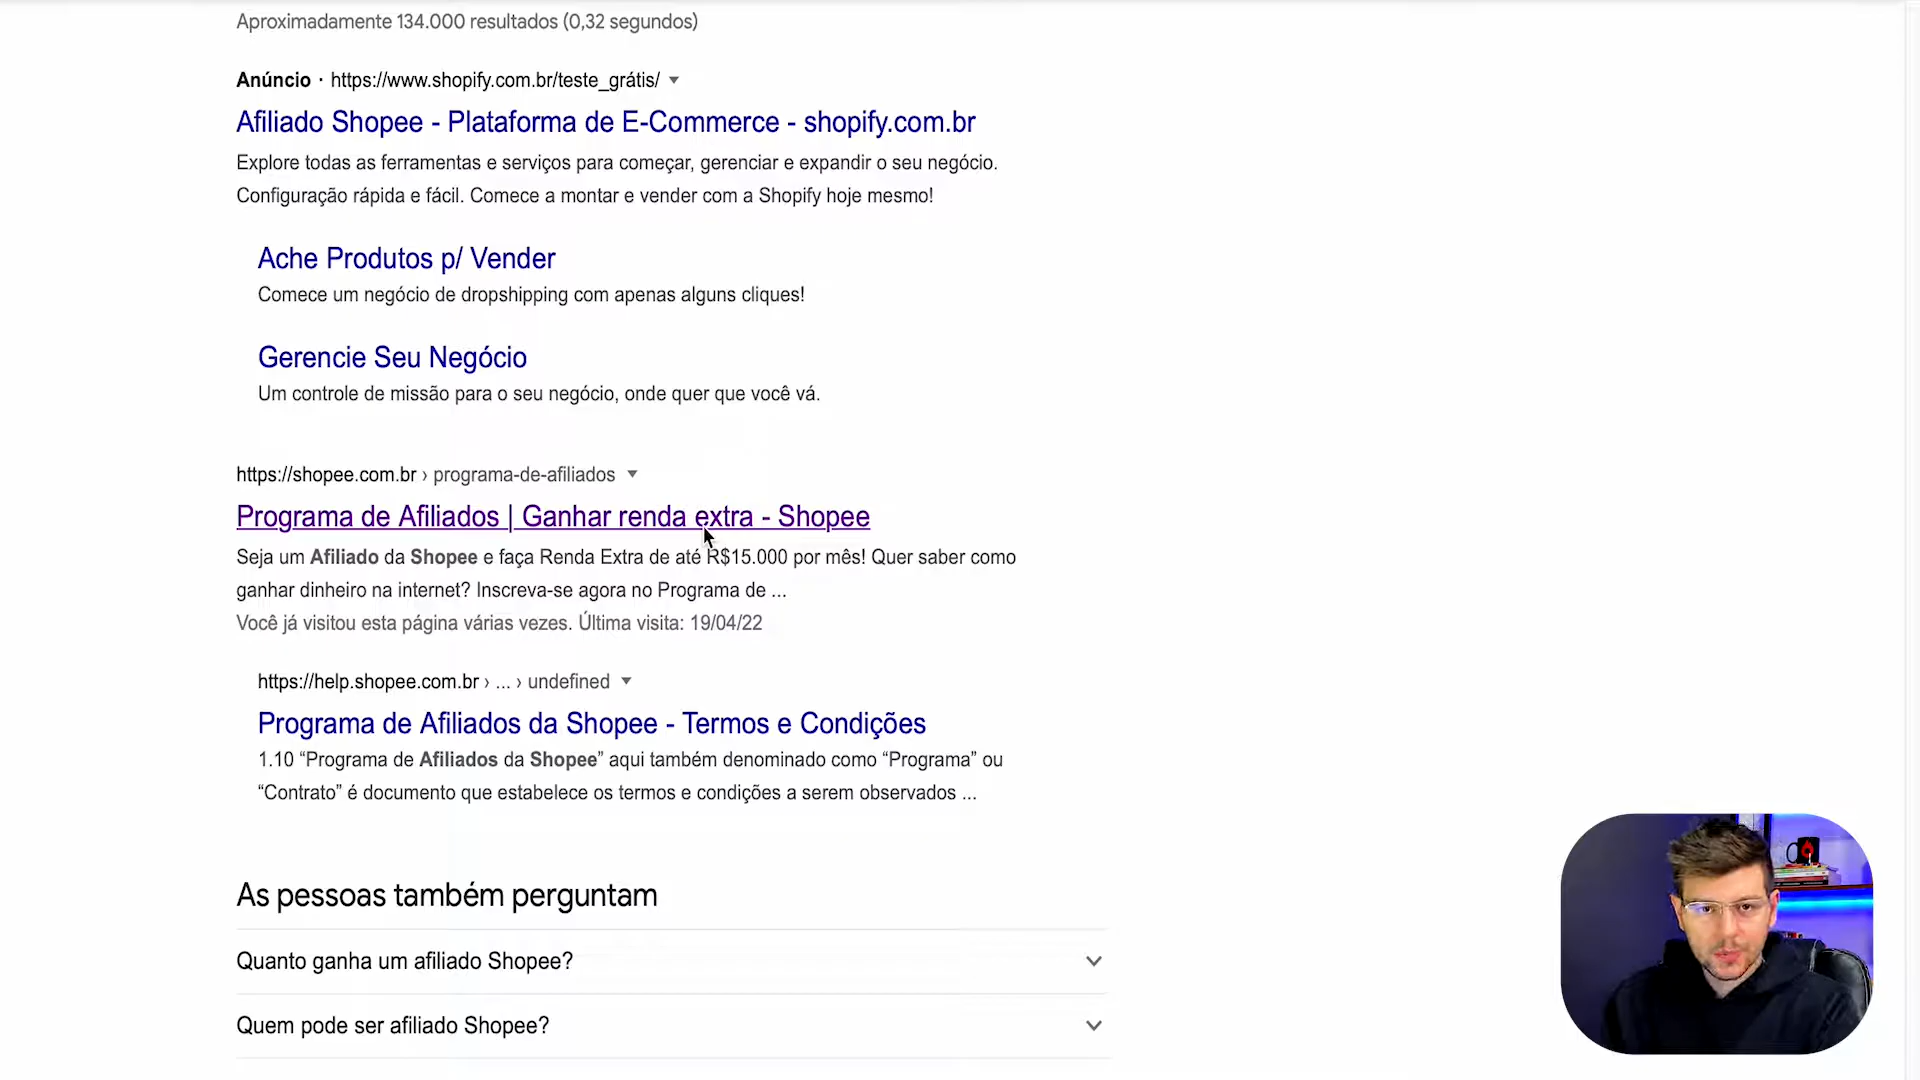 Aproximadamente 134.000 resultados (0,32 segundos)
Anúncio · https://www.shopify.com.br/teste_grátis/
Afiliado Shopee - Plataforma de E-Commerce - shopify.com.br
Explore todas as ferramentas e serviços para começar, gerenciar e expandir o seu negócio.
Configuração rápida e fácil. Comece a montar e vender com a Shopify hoje mesmo!
Ache Produtos p/ Vender
Comece um negócio de dropshipping com apenas alguns cliques!
Gerencie Seu Negócio
Um controle de missão para o seu negócio, onde quer que você vá.
https://shopee.com.br › programa-de-afiliados
Programa de Afiliados | Ganhar renda extra - Shopee
Seja um Afiliado da Shopee e faça Renda Extra de até R$15.000 por mês! Quer saber como
ganhar dinheiro na internet? Inscreva-se agora no Programa de ...
Você já visitou esta página várias vezes. Última visita: 19/04/22
https://help.shopee.com.br › ... › undefined
Programa de Afiliados da Shopee - Termos e Condições
1.10 “Programa de Afiliados da Shopee” aqui também denominado como “Programa” ou
“Contrato” é documento que estabelece os termos e condições a serem observados ...
As pessoas também perguntam
Quanto ganha um afiliado Shopee?
Quem pode ser afiliado Shopee?